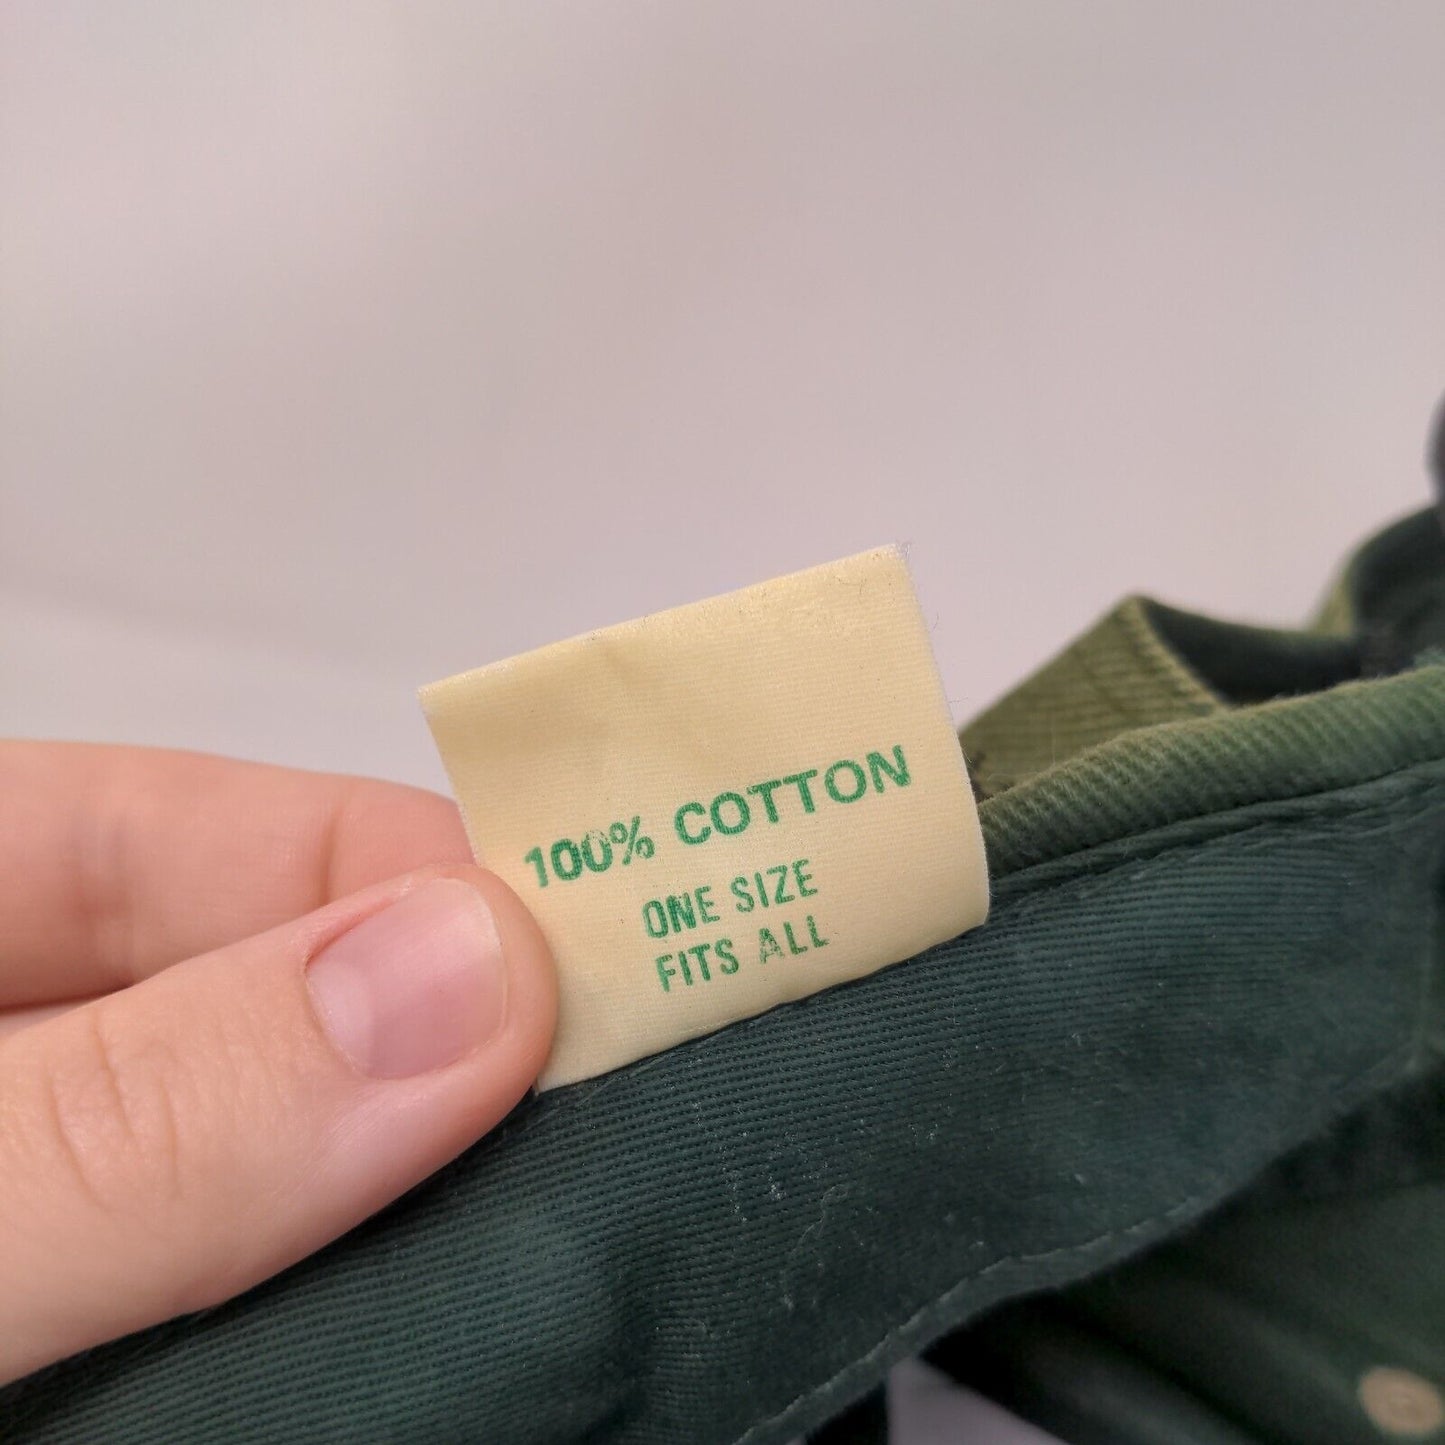 100% COTTON
ONE SIZE
FITS ALL